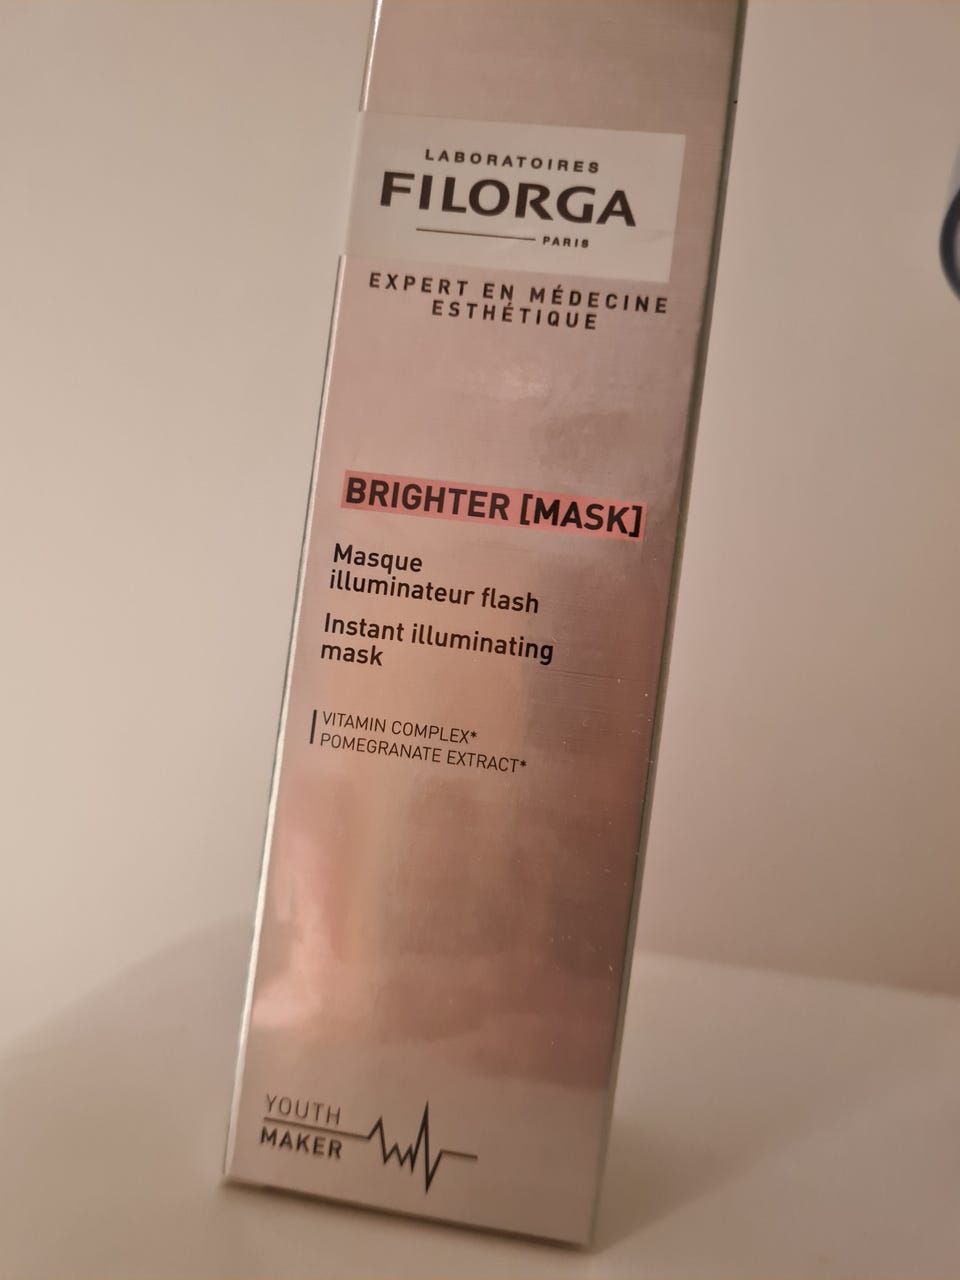 LABORATOIRES
FILORGA
PARIS
EXPERT EN MÉDECINE
ESTHÉTIQUE
BRIGHTER [MASK]
Masque
illuminateur flash
Instant illuminating
mask
VITAMIN COMPLEX*
POMEGRANATE EXTRACT*
YOUTH
MAKER